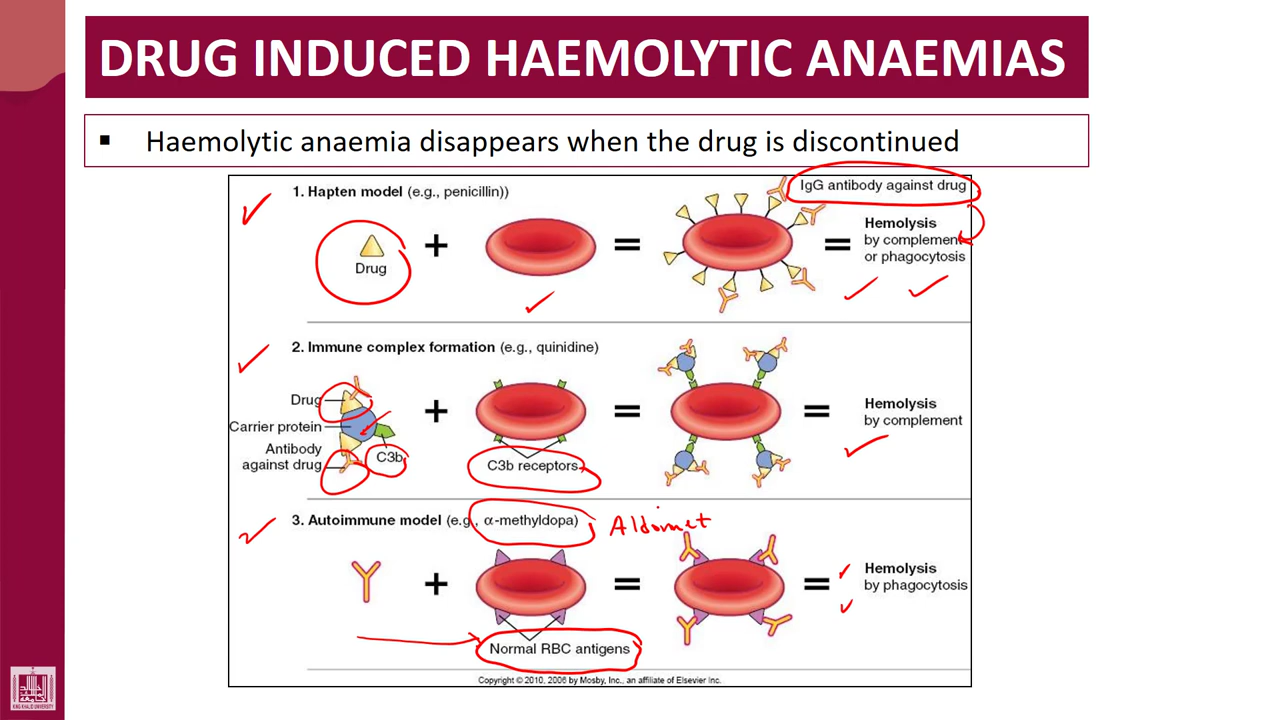 DRUG INDUCED HAEMOLYTIC ANAEMIAS
▪ Haemolytic anaemia disappears when the drug is discontinued
1. Hapten model (e.g., penicillin))
IgG antibody against drug
Drug
+
=
=
Hemolysis
by complement
or phagocytosis
2. Immune complex formation (e.g., quinidine)
Drug
Carrier protein
Antibody
against drug
C3b
+
C3b receptors
=
=
Hemolysis
by complement
3. Autoimmune model (e.g., α-methyldopa)
Aldomet
+
Normal RBC antigens
=
=
Hemolysis
by phagocytosis
Copyright © 2010, 2006 by Mosby, Inc., an affiliate of Elsevier Inc.
KING KHALID UNIVERSITY